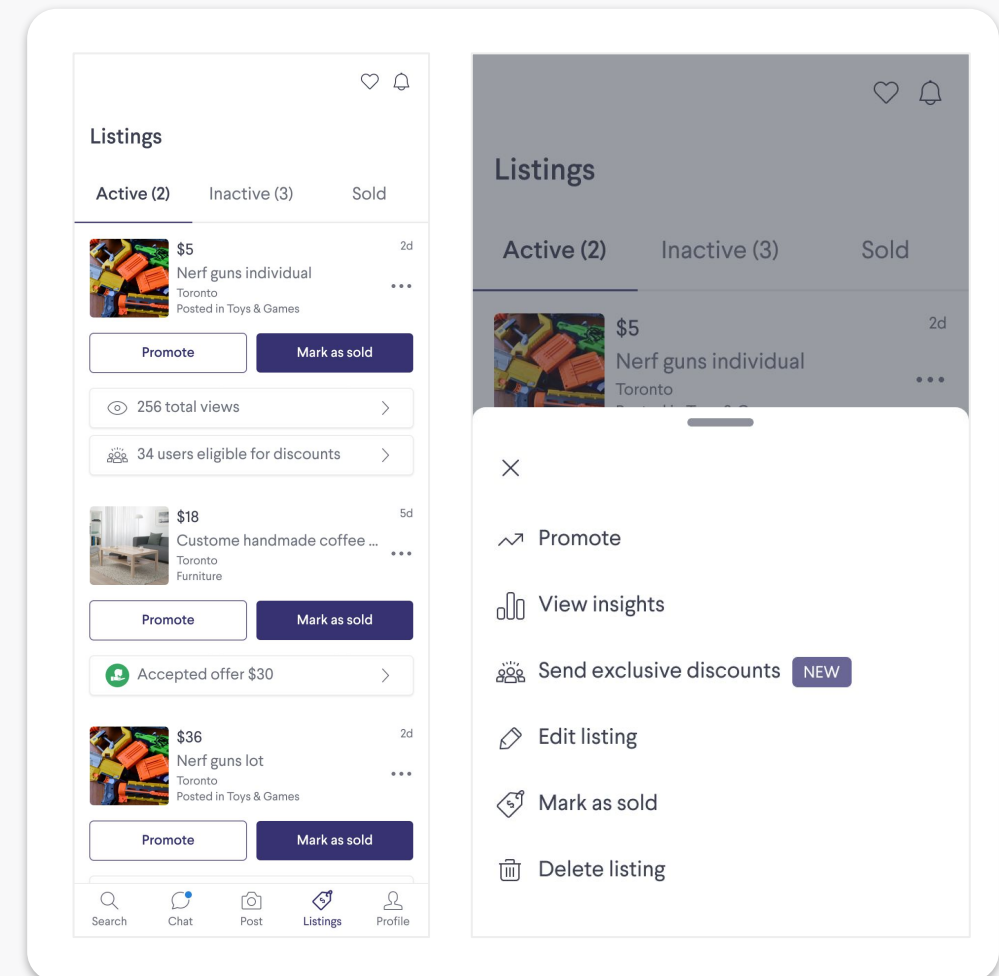 Listings
Active (2) Inactive (3) Sold
$5 2d
Nerf guns individual
Toronto
Posted in Toys & Games
Promote Mark as sold
256 total views
34 users eligible for discounts
$18 5d
Custome handmade coffee ...
Toronto
Furniture
Promote Mark as sold
Accepted offer $30
$36 2d
Nerf guns lot
Toronto
Posted in Toys & Games
Promote Mark as sold
Search Chat Post Listings Profile
Listings
Active (2) Inactive (3) Sold
$5 2d
Nerf guns individual
Toronto
Promote
View insights
Send exclusive discounts NEW
Edit listing
Mark as sold
Delete listing